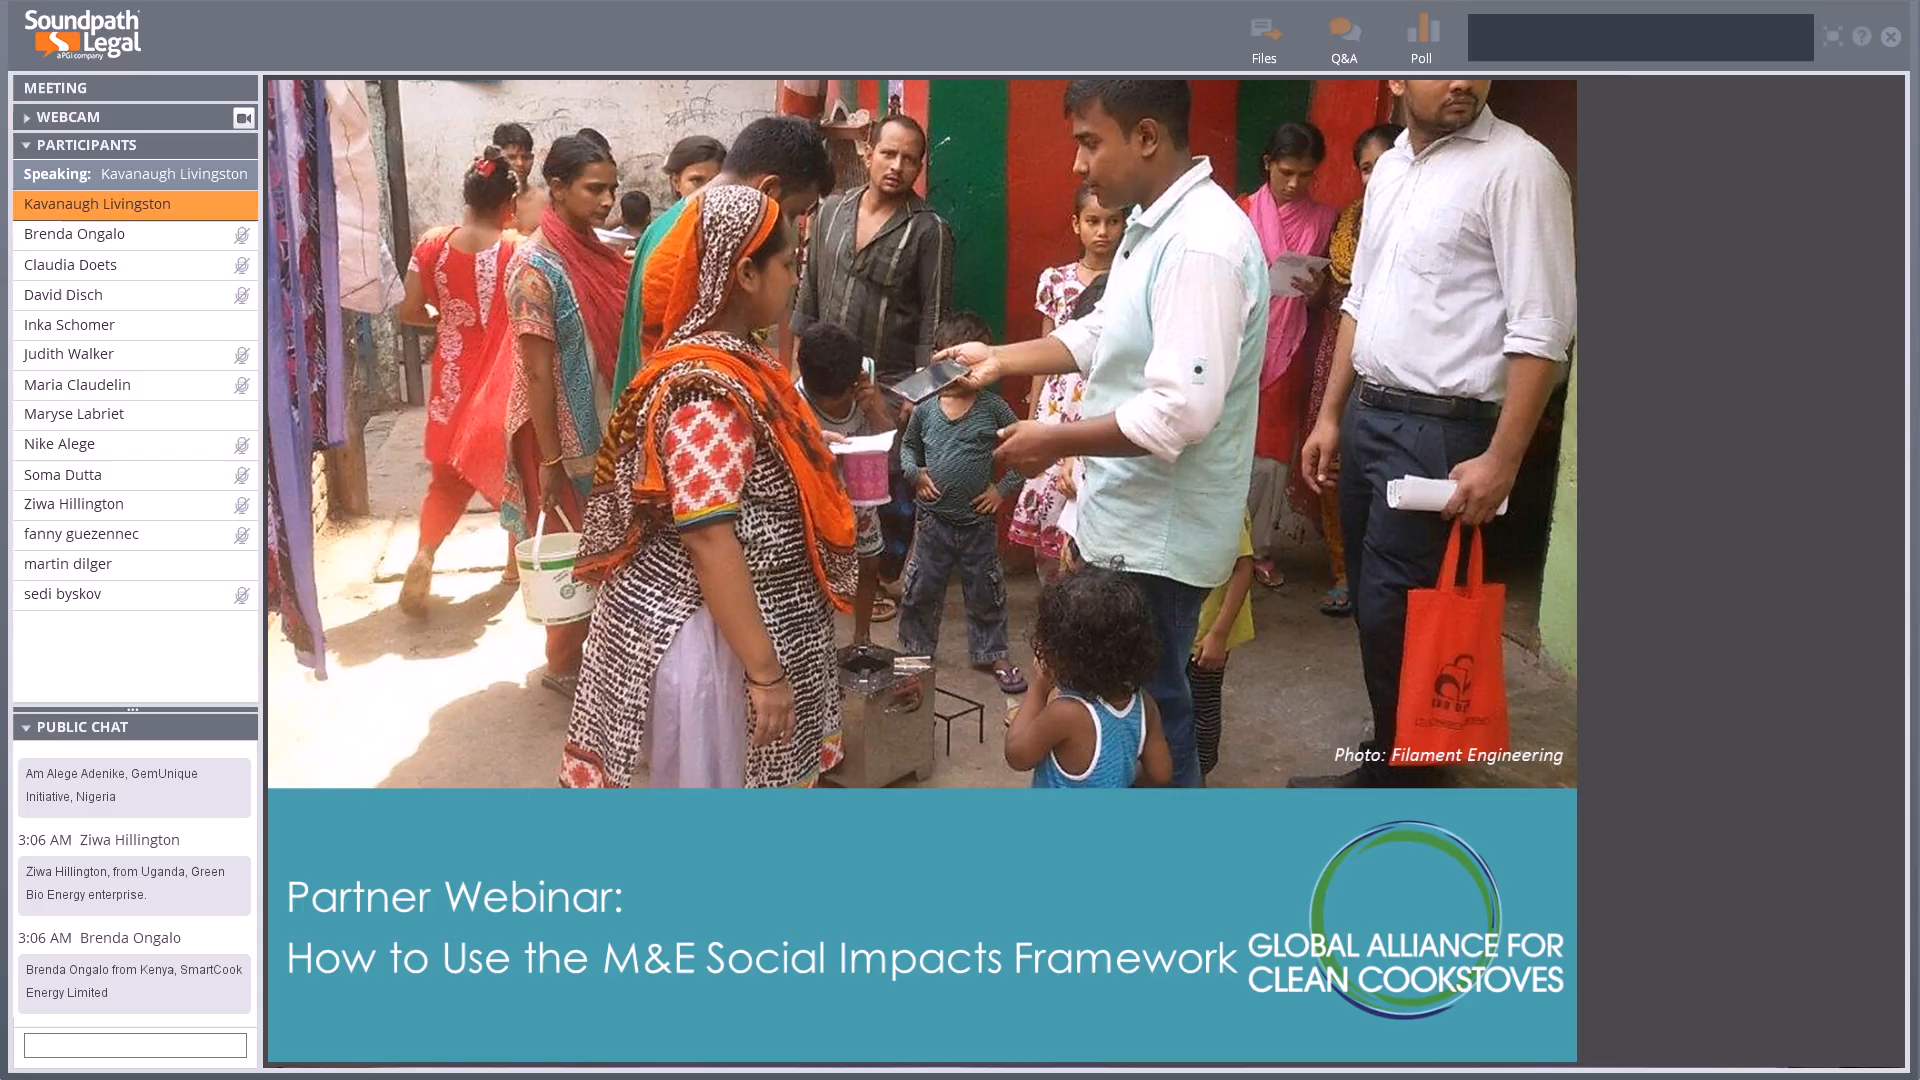 Soundpath
Legal
a PGi company
Files
Q&A
Poll
MEETING
WEBCAM
PARTICIPANTS
Speaking: Kavanaugh Livingston
Kavanaugh Livingston
Brenda Ongalo
Claudia Doets
David Disch
Inka Schomer
Judith Walker
Maria Claudelin
Maryse Labriet
Nike Alege
Soma Dutta
Ziwa Hillington
fanny guezennec
martin dilger
sedi byskov
PUBLIC CHAT
Am Alege Adenike, GemUnique
Initiative, Nigeria
3:06 AM Ziwa Hillington
Ziwa Hillington, from Uganda, Green
Bio Energy enterprise.
3:06 AM Brenda Ongalo
Brenda Ongalo from Kenya, SmartCook
Energy Limited
Photo: Filament Engineering
Partner Webinar:
How to Use the M&E Social Impacts Framework
GLOBAL ALLIANCE FOR
CLEAN COOKSTOVES